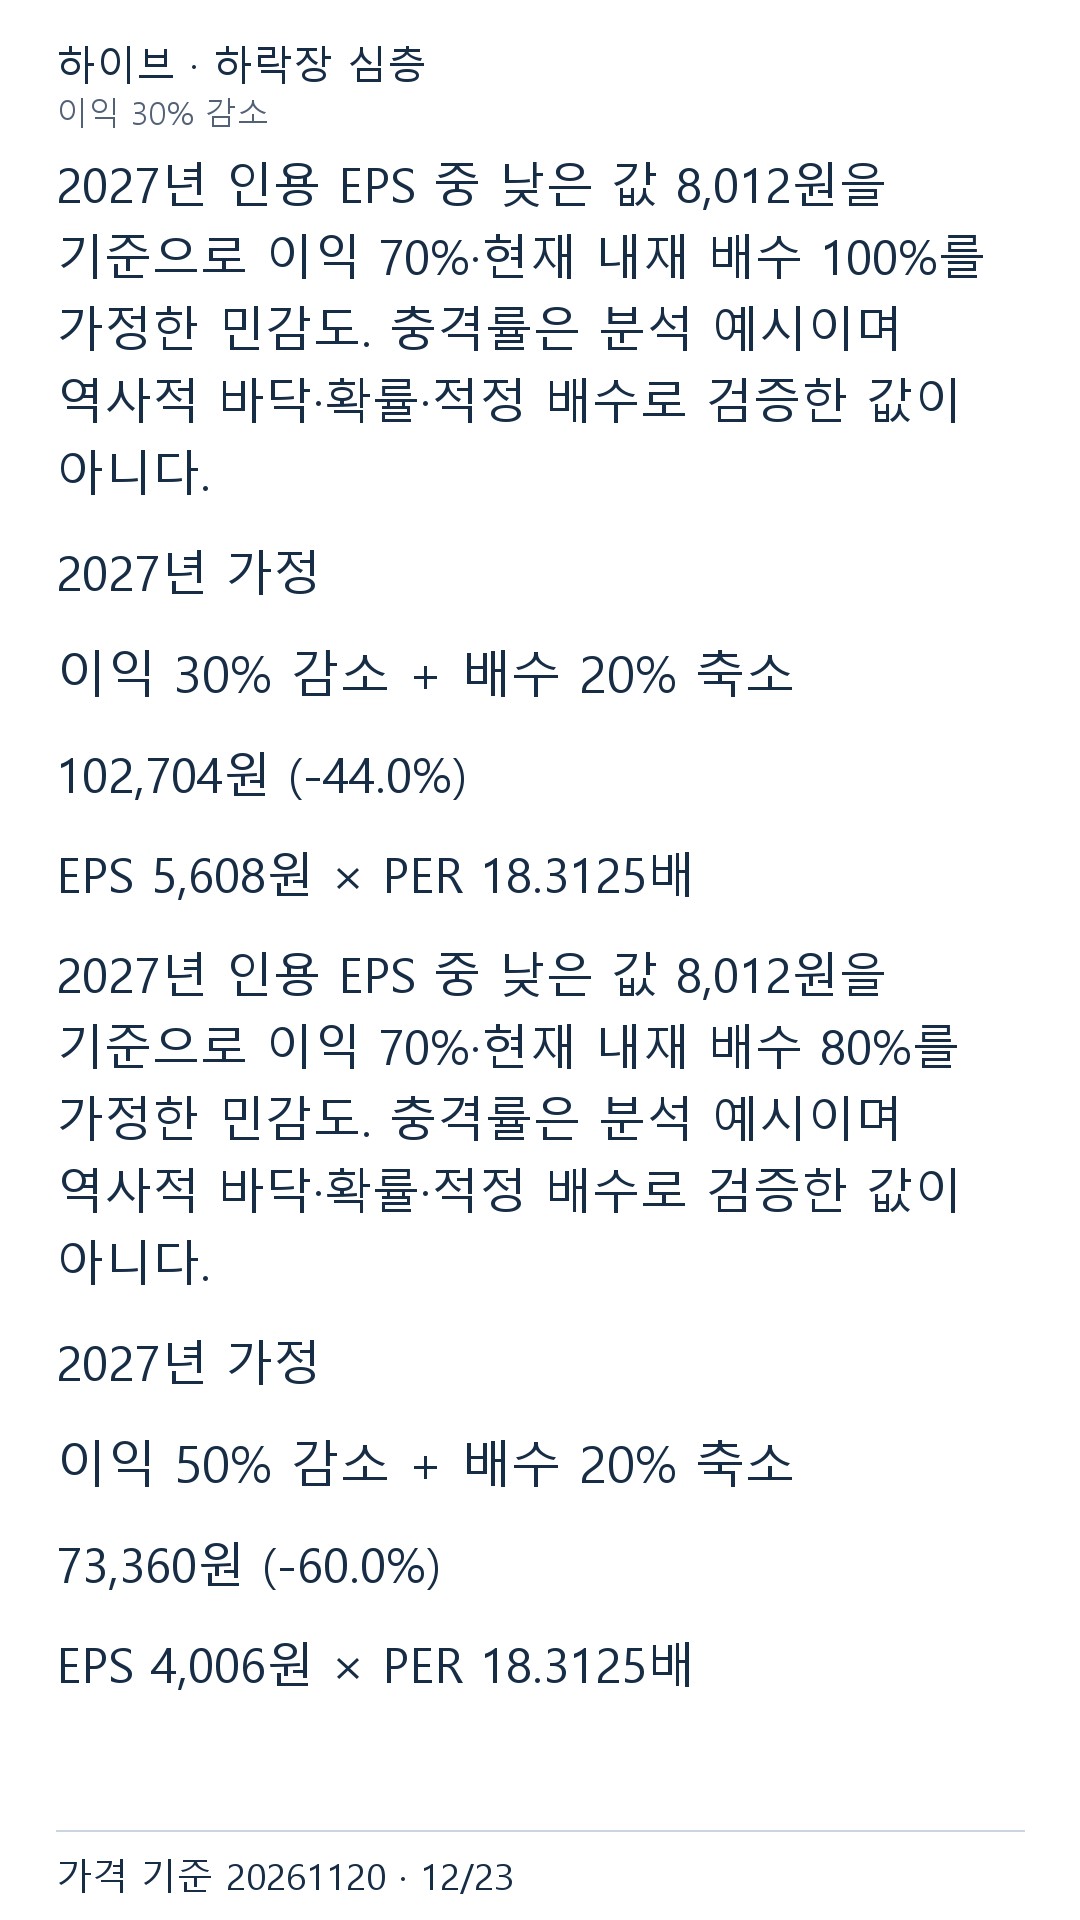 하이브 · 하락장 심층
이익 30% 감소
2027년 인용 EPS 중 낮은 값 8,012원을
기준으로 이익 70%·현재 내재 배수 100%를
가정한 민감도. 충격률은 분석 예시이며
역사적 바닥·확률·적정 배수로 검증한 값이
아니다.
2027년 가정
이익 30% 감소 + 배수 20% 축소
102,704원 (-44.0%)
EPS 5,608원 × PER 18.3125배
2027년 인용 EPS 중 낮은 값 8,012원을
기준으로 이익 70%·현재 내재 배수 80%를
가정한 민감도. 충격률은 분석 예시이며
역사적 바닥·확률·적정 배수로 검증한 값이
아니다.
2027년 가정
이익 50% 감소 + 배수 20% 축소
73,360원 (-60.0%)
EPS 4,006원 × PER 18.3125배
가격 기준 20261120 · 12/23